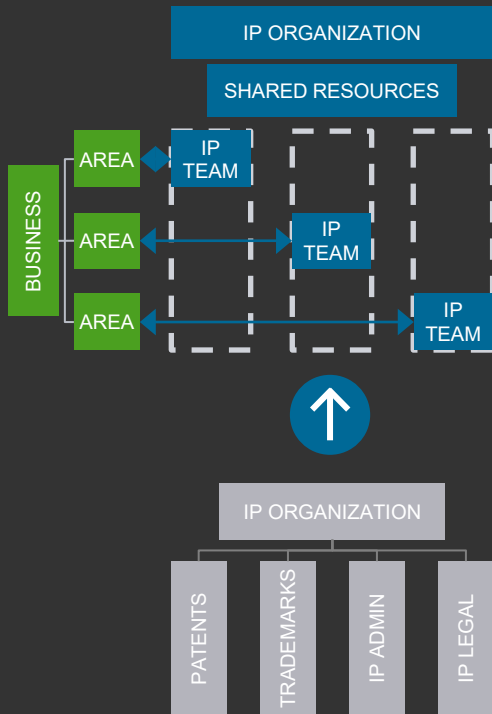 IP ORGANIZATION
SHARED RESOURCES
BUSINESS
AREA
IP
TEAM
AREA
IP
TEAM
AREA
IP
TEAM
IP ORGANIZATION
PATENTS
TRADEMARKS
IP ADMIN
IP LEGAL